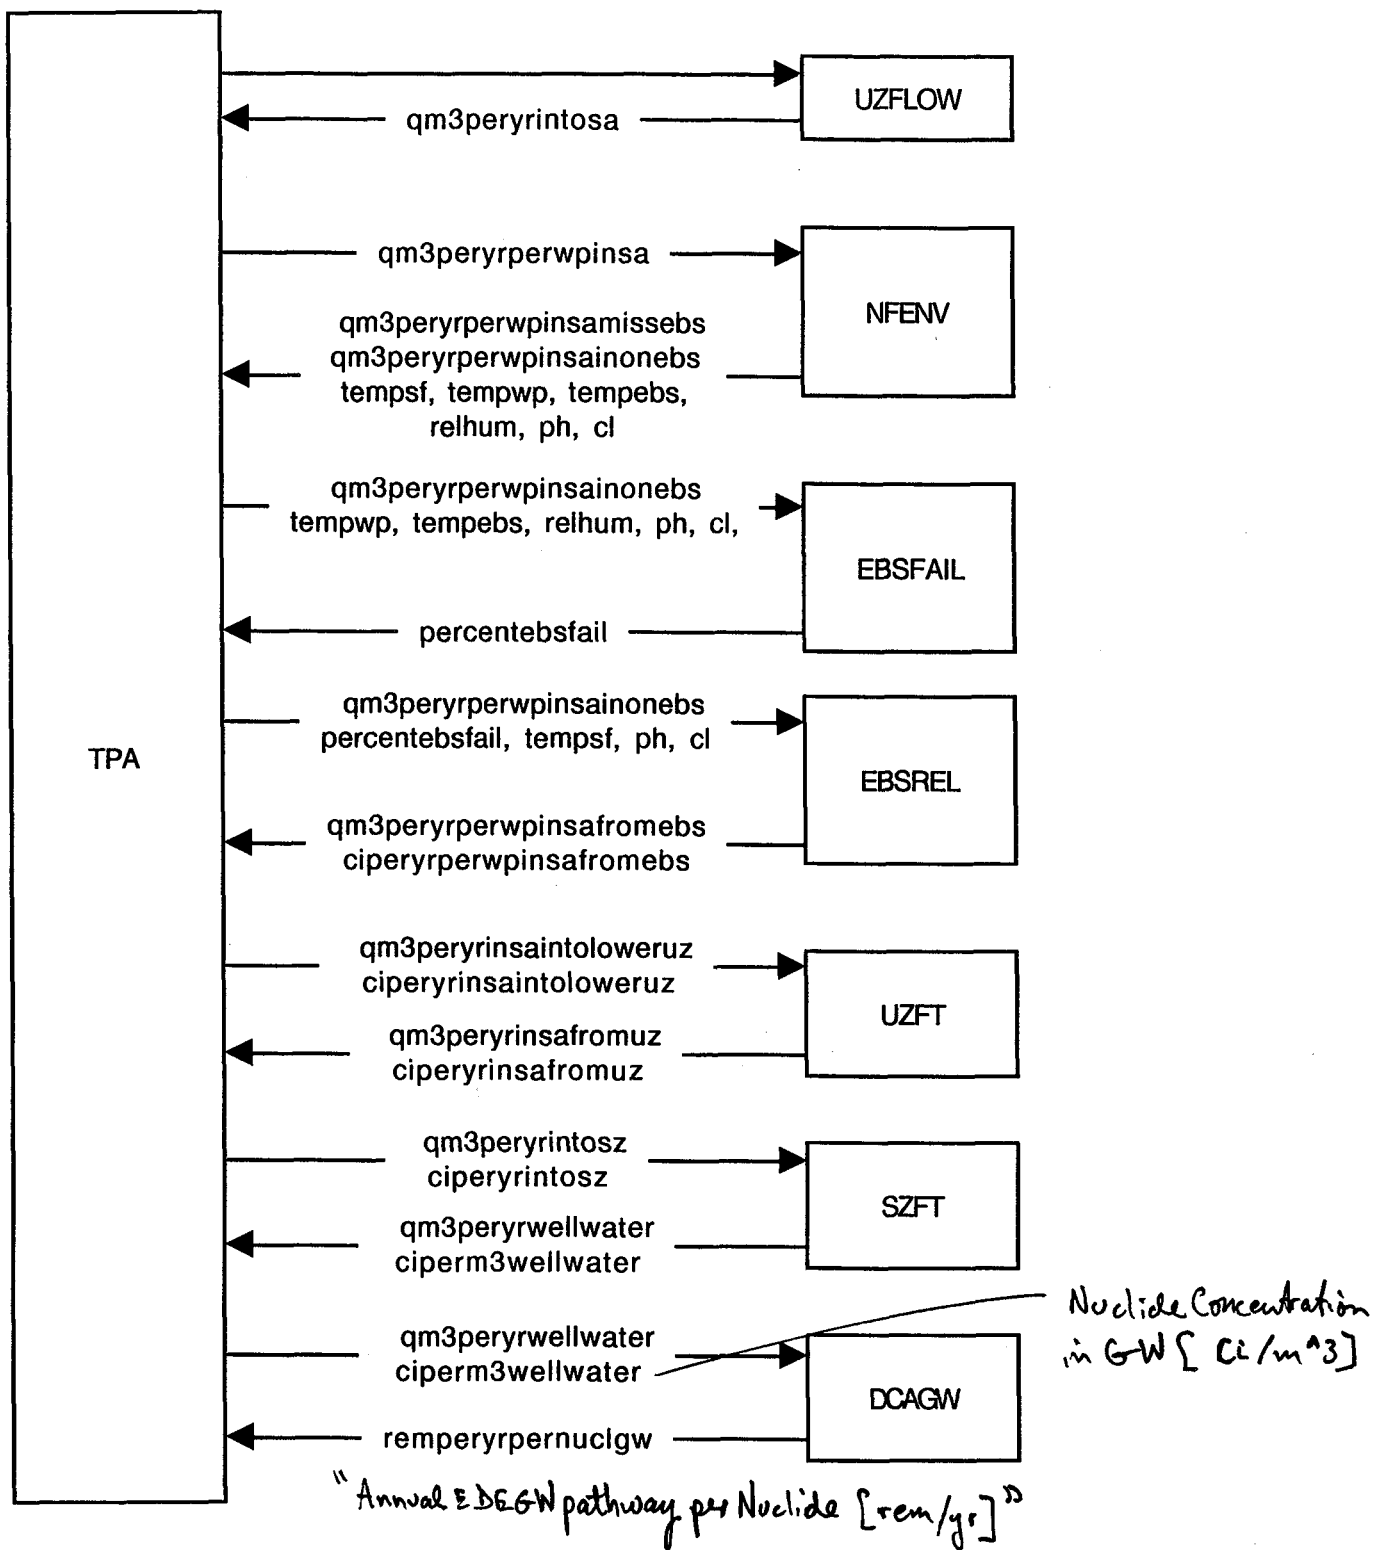 UZFLOW
qm3peryrintosa
qm3peryrperwpinsa
NFENV
qm3peryrperwpinsamissebs
qm3peryrperwpinsainonebs
tempsf, tempwp, tempebs,
relhum, ph, cl
qm3peryrperwpinsainonebs
tempwp, tempebs, relhum, ph, cl,
EBSFAIL
percentebsfail
qm3peryrperwpinsainonebs
percentebsfail, tempsf, ph, cl
TPA
EBSREL
qm3peryrperwpinsafromebs
ciperyrperwpinsafromebs
qm3peryrinsaintoloweruz
ciperyrinsaintoloweruz
UZFT
qm3peryrinsafromuz
ciperyrinsafromuz
qm3peryrintosz
ciperyrintosz
SZFT
qm3peryrwellwater
ciperm3wellwater
Nuclide Concentration
in GW [ Ci/m^3]
qm3peryrwellwater
ciperm3wellwater
DCAGW
remperyrpernuclgw
"Annual EDE GW pathway per Nuclide [rem/yr]"